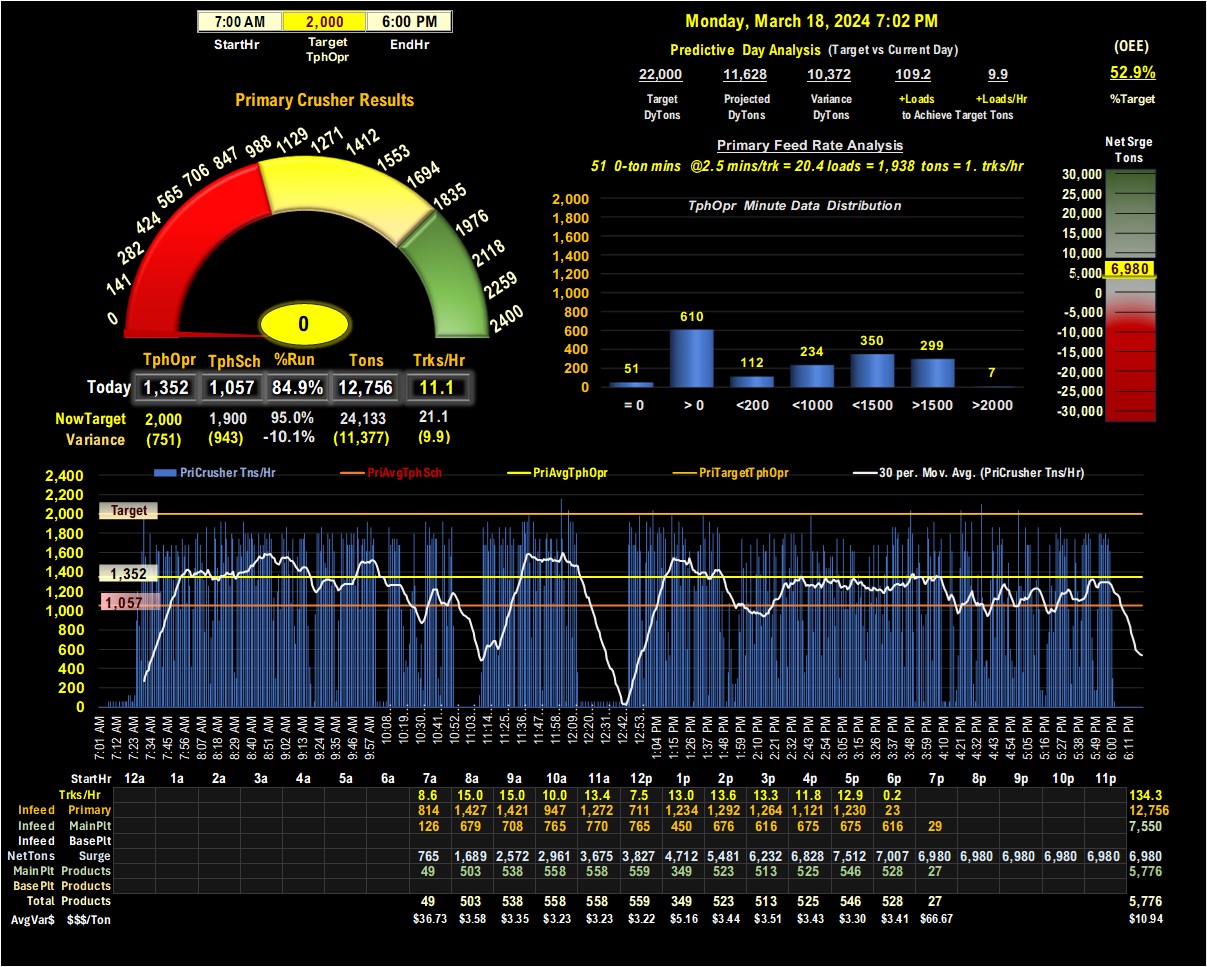 7:00 AM 2,000 6:00 PM
StartHr Target TphOpr EndHr
Monday, March 18, 2024 7:02 PM
Predictive Day Analysis (Target vs Current Day)
22,000 11,628 10,372 109.2 9.9
Target Projected Variance +Loads +Loads/Hr
DyTons DyTons DyTons to Achieve Target Tons
(OEE)
52.9%
%Target
Primary Crusher Results
0 141 282 424 565 706 847 988 1129 1271 1412 1553 1694 1835 1976 2118 2259 2400
0
TphOpr TphSch %Run Tons Trks/Hr
Today 1,352 1,057 84.9% 12,756 11.1
NowTarget 2,000 1,900 95.0% 24,133 21.1
Variance (751) (943) -10.1% (11,377) (9.9)
Primary Feed Rate Analysis
51 0-ton mins @2.5 mins/trk = 20.4 loads = 1,938 tons = 1. trks/hr
TphOpr Minute Data Distribution
2,000
1,800
1,600
1,400
1,200
1,000
800
600
400
200
0
51 610 112 234 350 299 7
= 0 > 0 <200 <1000 <1500 >1500 >2000
Net Srge
Tons
30,000
25,000
20,000
15,000
10,000
5,000
6,980
0
-5,000
-10,000
-15,000
-20,000
-25,000
-30,000
PriCrusher Tns/Hr PriAvgTphSch PriAvgTphOpr PriTargetTphOpr 30 per. Mov. Avg. (PriCrusher Tns/Hr)
2,400
2,200
2,000
1,800
1,600
1,400
1,200
1,000
800
600
400
200
0
Target
1,352
1,057
7:01 AM 7:12 AM 7:23 AM 7:34 AM 7:45 AM 7:56 AM 8:07 AM 8:18 AM 8:29 AM 8:40 AM 8:51 AM 9:02 AM 9:13 AM 9:24 AM 9:35 AM 9:46 AM 9:57 AM 10:08... 10:19... 10:30... 10:41... 10:52... 11:03... 11:14... 11:25... 11:36... 11:47... 11:58... 12:09... 12:20... 12:31... 12:42... 12:53... 1:04 PM 1:15 PM 1:26 PM 1:37 PM 1:48 PM 1:59 PM 2:10 PM 2:21 PM 2:32 PM 2:43 PM 2:54 PM 3:05 PM 3:15 PM 3:26 PM 3:37 PM 3:48 PM 3:59 PM 4:10 PM 4:21 PM 4:32 PM 4:43 PM 4:54 PM 5:05 PM 5:16 PM 5:27 PM 5:38 PM 5:49 PM 6:00 PM 6:11 PM
StartHr 12a 1a 2a 3a 4a 5a 6a 7a 8a 9a 10a 11a 12p 1p 2p 3p 4p 5p 6p 7p 8p 9p 10p 11p
Trks/Hr 8.6 15.0 15.0 10.0 13.4 7.5 13.0 13.6 13.3 11.8 12.9 0.2 134.3
Infeed Primary 814 1,427 1,421 947 1,272 711 1,234 1,292 1,264 1,121 1,230 23 12,756
Infeed MainPlt 126 679 708 765 770 765 450 676 616 675 675 616 29 7,550
Infeed BasePlt
NetTons Surge 765 1,689 2,572 2,961 3,675 3,827 4,712 5,481 6,232 6,828 7,512 7,007 6,980 6,980 6,980 6,980 6,980 6,980
MainPlt Products 49 503 538 558 558 559 349 523 513 525 546 528 27 5,776
BasePlt Products
Total Products 49 503 538 558 558 559 349 523 513 525 546 528 27 5,776
AvgVar$ $$$/Ton $36.73 $3.58 $3.35 $3.23 $3.23 $3.22 $5.16 $3.44 $3.51 $3.43 $3.30 $3.41 $66.67 $10.94